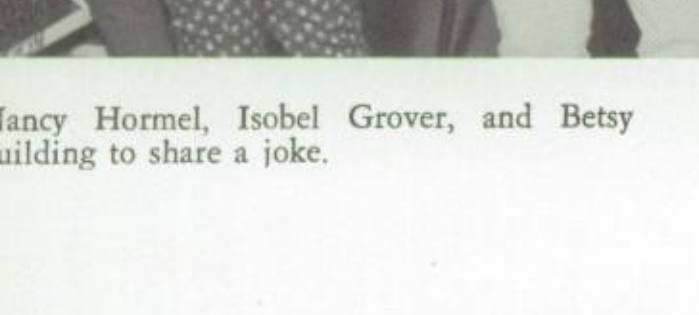 ancy Hormel, Isobel Grover, and Betsy
uilding to share a joke.